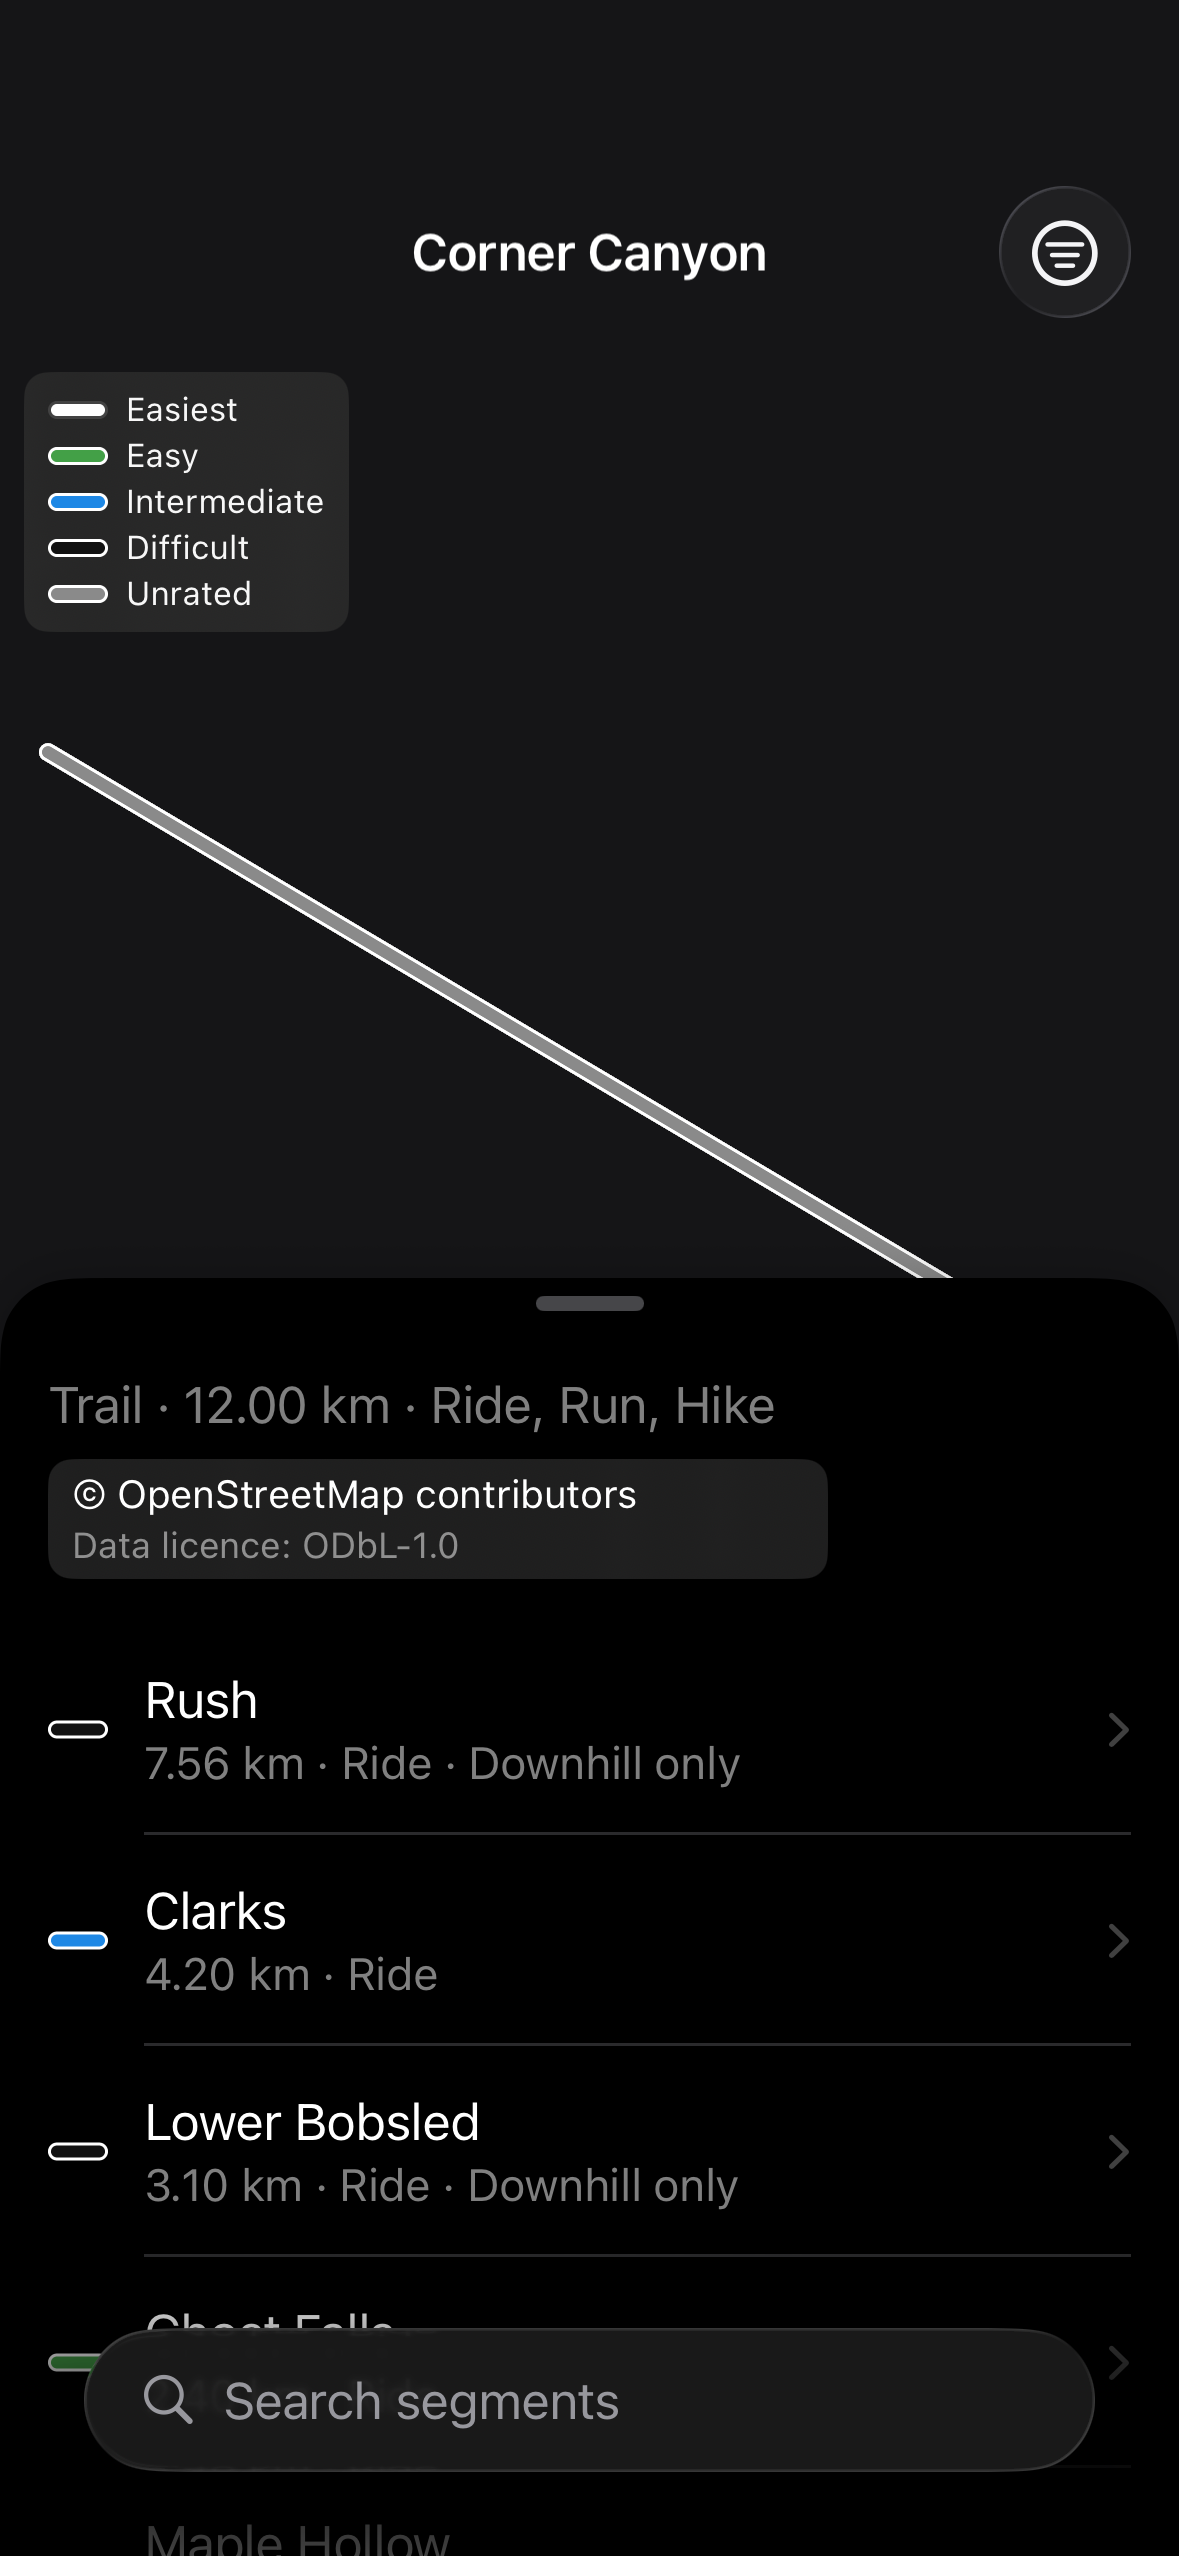 Corner Canyon
Easiest
Easy
Intermediate
Difficult
Unrated
Trail · 12.00 km · Ride, Run, Hike
© OpenStreetMap contributors
Data licence: ODbL-1.0
Rush
7.56 km · Ride · Downhill only
Clarks
4.20 km · Ride
Lower Bobsled
3.10 km · Ride · Downhill only
Ghost Falls
Search segments
Maple Hollow